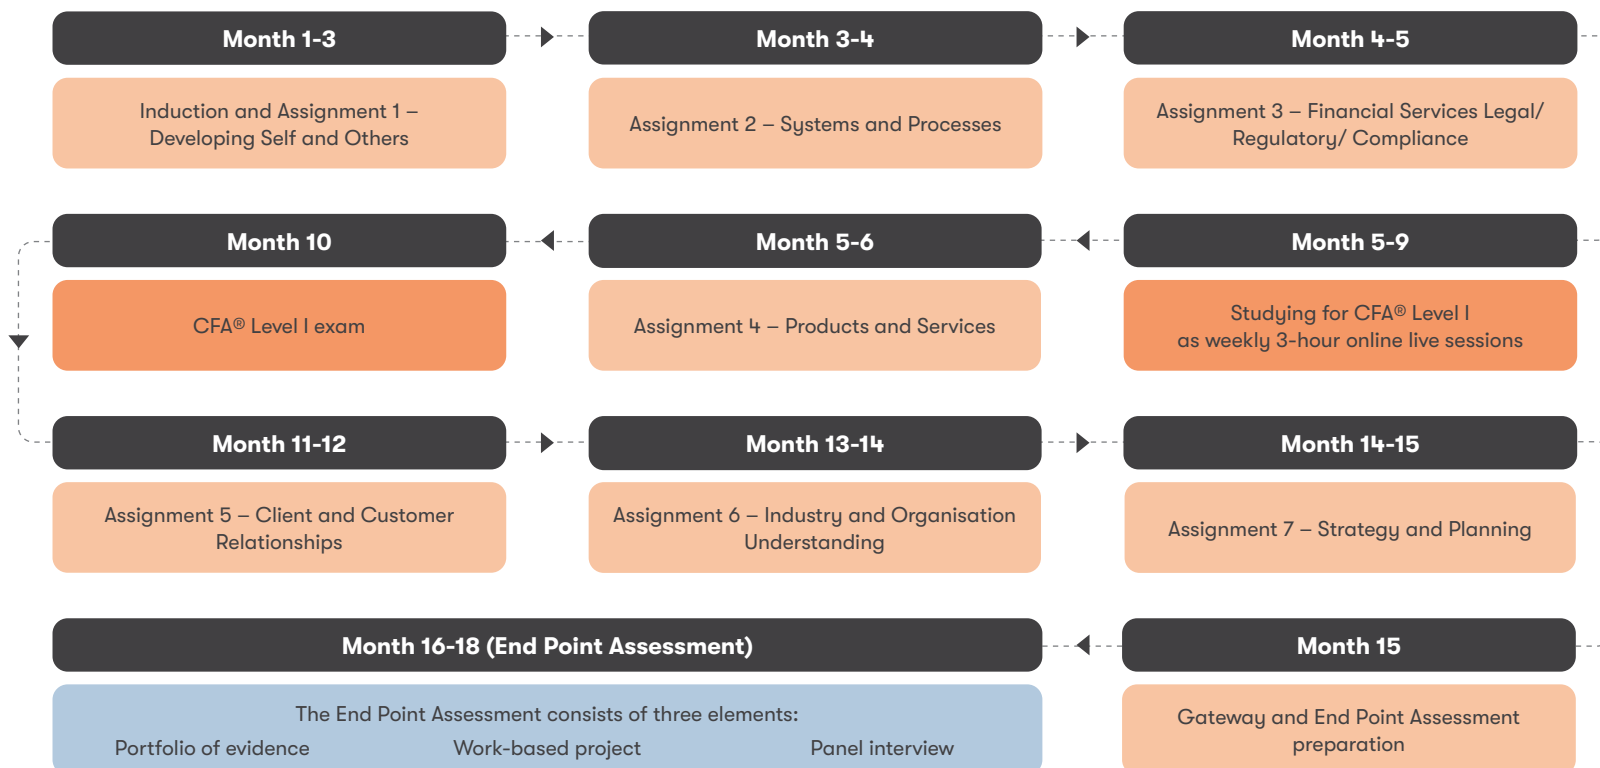 Month 1-3
Induction and Assignment 1 –
Developing Self and Others
Month 3-4
Assignment 2 – Systems and Processes
Month 4-5
Assignment 3 – Financial Services Legal/
Regulatory/ Compliance
Month 5-9
Studying for CFA® Level I
as weekly 3-hour online live sessions
Month 5-6
Assignment 4 – Products and Services
Month 10
CFA® Level I exam
Month 11-12
Assignment 5 – Client and Customer
Relationships
Month 13-14
Assignment 6 – Industry and Organisation
Understanding
Month 14-15
Assignment 7 – Strategy and Planning
Month 15
Gateway and End Point Assessment
preparation
Month 16-18 (End Point Assessment)
The End Point Assessment consists of three elements:
Portfolio of evidence
Work-based project
Panel interview